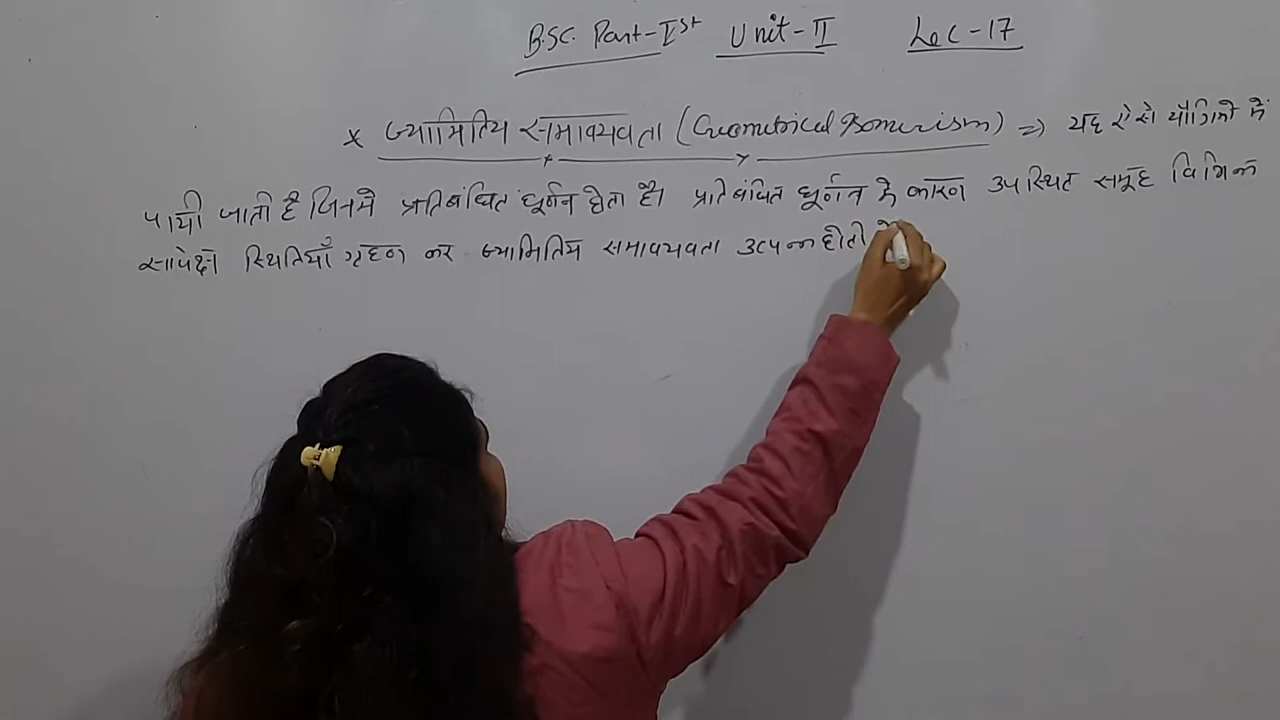 B.SC. Part-Ist Unit-II Lec-17
× ज्यामितिय समावयवता (Geometrical Isomerism) ⇒ यह ऐसे यौगिको में
पायी जाती है जिनमें प्रतिबंधित घूर्णन होता है। प्रतिबंधित घूर्णन के कारण उपस्थित समूह विभिन्न
सापेक्ष स्थितियाँ ग्रहण कर ज्यामितिय समावयवता उत्पन्न होती